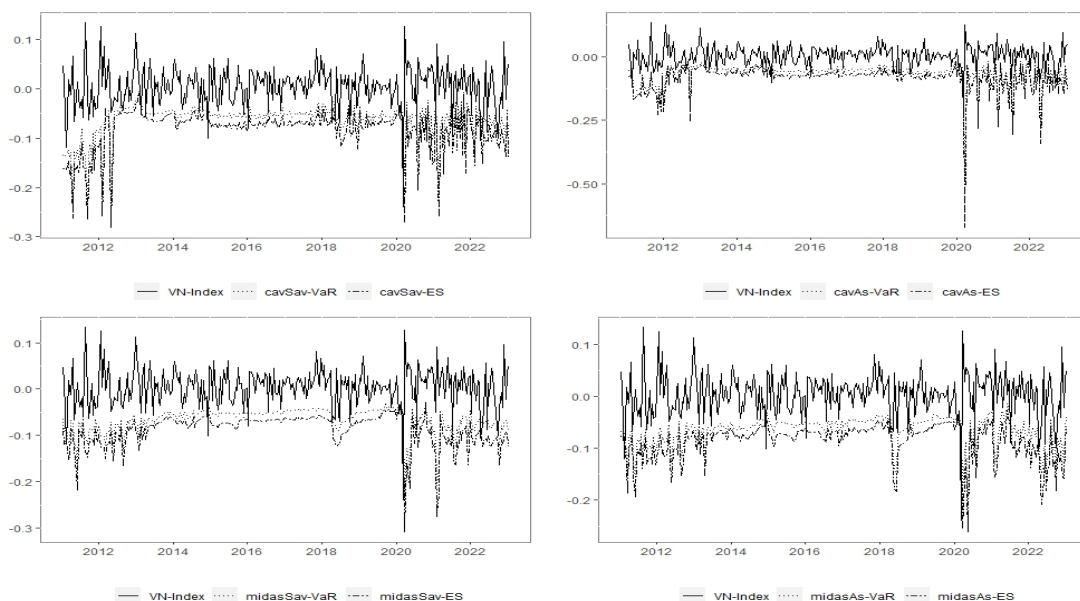 0.1
0.0
-0.1
-0.2
-0.3
2012 2014 2016 2018 2020 2022
VN-Index cavSav-VaR cavSav-ES
0.00
-0.25
-0.50
2012 2014 2016 2018 2020 2022
VN-Index cavAs-VaR cavAs-ES
0.1
0.0
-0.1
-0.2
-0.3
2012 2014 2016 2018 2020 2022
VN-Index midasSav-VaR midasSav-ES
0.1
0.0
-0.1
-0.2
2012 2014 2016 2018 2020 2022
VN-Index midasAs-VaR midasAs-ES